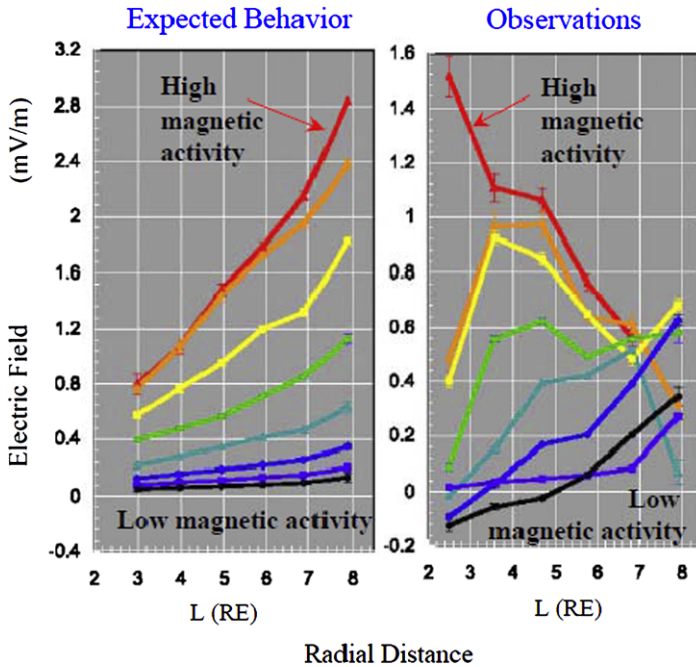 Expected Behavior
Observations
3.2
2.8
2.4
2.0
1.6
1.2
0.8
0.4
0
-0.4
2 3 4 5 6 7 8
L (RE)
High
magnetic
activity
Low magnetic activity
Electric Field (mV/m)
1.6
1.4
1.2
1
0.8
0.6
0.4
0.2
0
-0.2
2 3 4 5 6 7 8
L (RE)
High
magnetic
activity
Low
magnetic
activity
Radial Distance